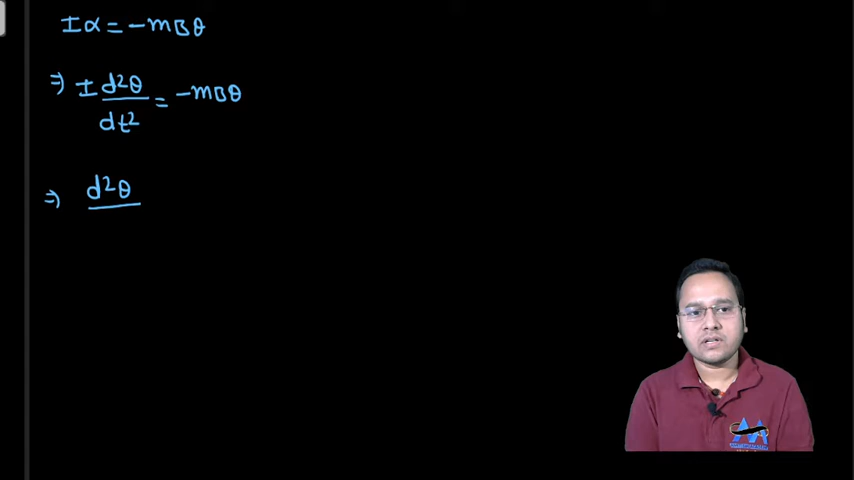 Iα = -mBθ
⇒ I d²θ/dt² = -mBθ
⇒ d²θ